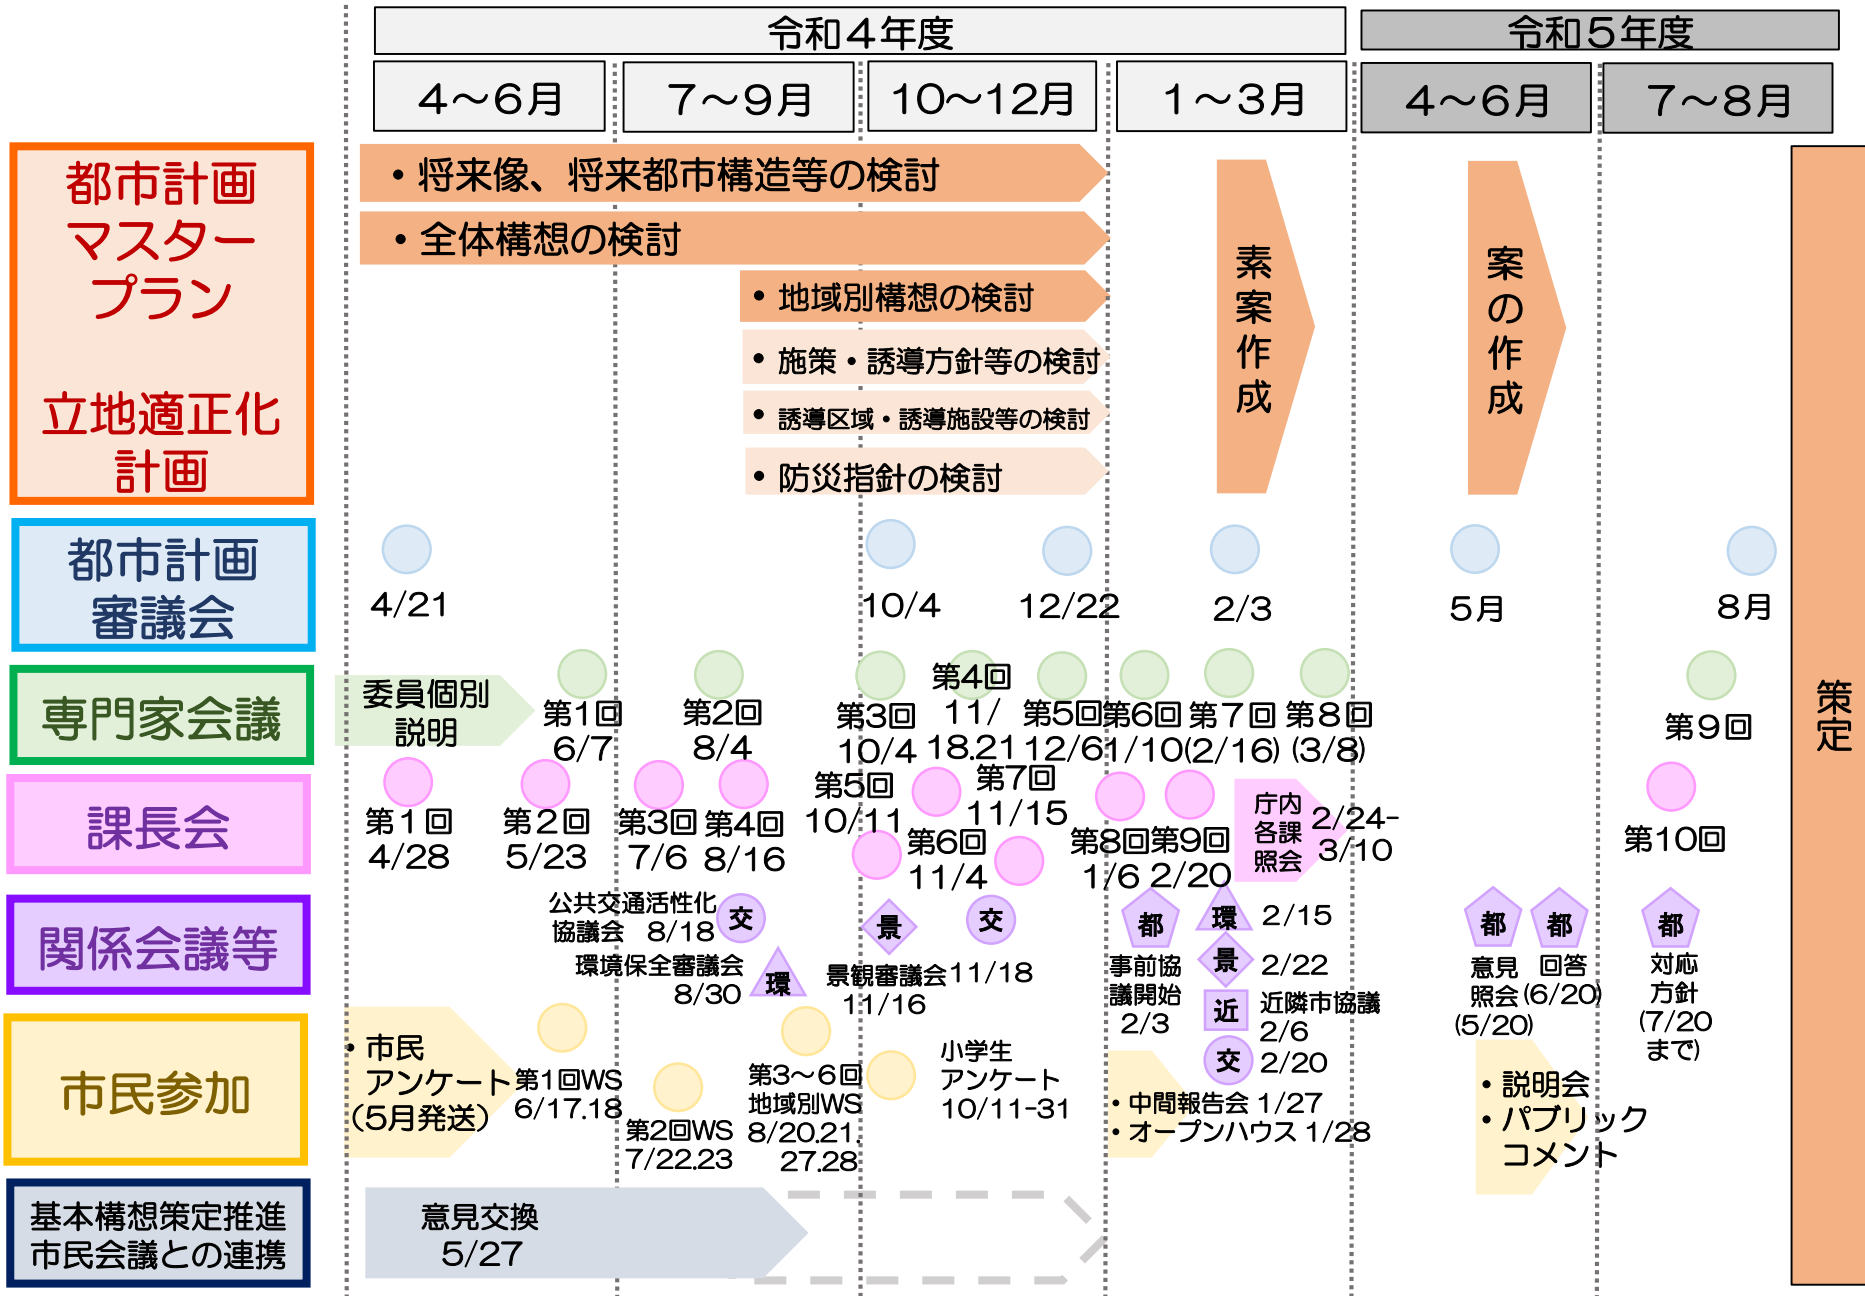 令和４年度
令和５年度
４～６月
７～９月
10～12月
１～３月
４～６月
７～８月
都市計画
マスター
プラン
立地適正化
計画
・将来像、将来都市構造等の検討
・全体構想の検討
・地域別構想の検討
・施策・誘導方針等の検討
・誘導区域・誘導施設等の検討
・防災指針の検討
素案作成
案の作成
策定
都市計画
審議会
4/21
10/4
12/22
2/3
5月
8月
専門家会議
委員個別
説明
第1回
6/7
第2回
8/4
第3回
10/4
第4回
11/
18.21
第5回
12/6
第6回
1/10
第７回
(2/16)
第８回
(3/8)
第９回
課長会
第１回
4/28
第２回
5/23
第3回
7/6
第4回
8/16
第5回
10/11
第6回
11/4
第7回
11/15
第8回
1/6
第9回
2/20
庁内
各課
照会
2/24-
3/10
第10回
関係会議等
公共交通活性化
協議会　8/18
交
環境保全審議会
8/30
環
景
景観審議会
11/16
交
11/18
都
事前協
議開始
2/3
環
2/15
景
2/22
近
近隣市協議
2/6
交
2/20
都
意見
照会
(5/20)
都
回答
(6/20)
都
対応
方針
(7/20
まで)
市民参加
・市民
アンケート
（5月発送）
第1回WS
6/17.18
第2回WS
7/22.23
第3～6回
地域別WS
8/20.21.
27.28
小学生
アンケート
10/11-31
・中間報告会 1/27
・オープンハウス 1/28
・説明会
・パブリック
コメント
基本構想策定推進
市民会議との連携
意見交換
5/27